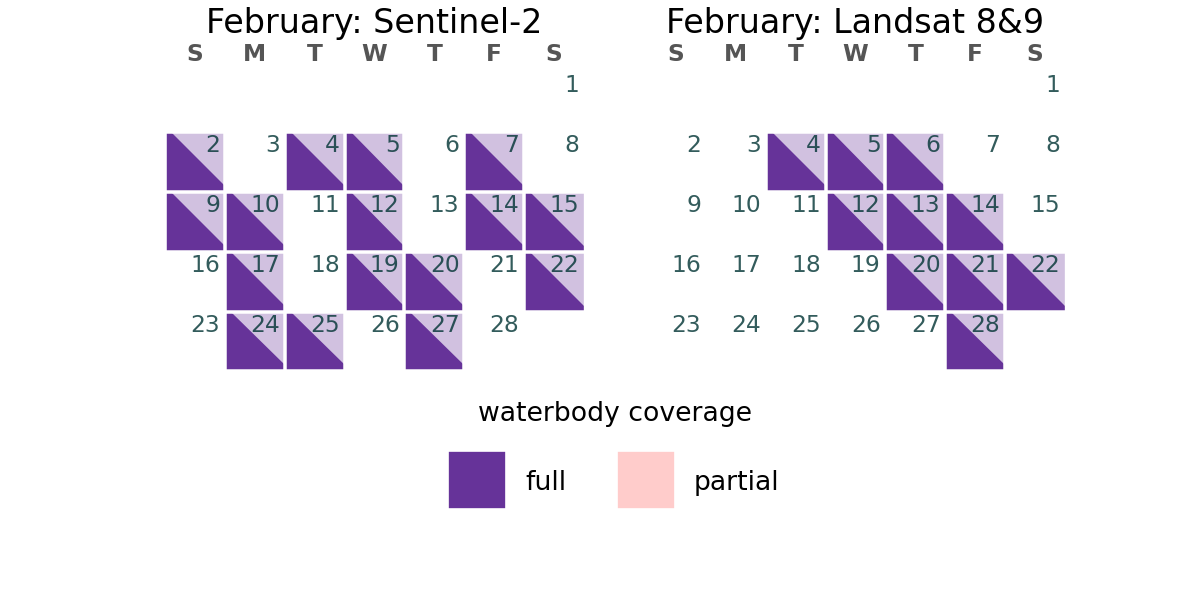 February: Sentinel-2
S M T W T F S
1
2 3 4 5 6 7 8
9 10 11 12 13 14 15
16 17 18 19 20 21 22
23 24 25 26 27 28
February: Landsat 8&9
S M T W T F S
1
2 3 4 5 6 7 8
9 10 11 12 13 14 15
16 17 18 19 20 21 22
23 24 25 26 27 28
waterbody coverage
full partial